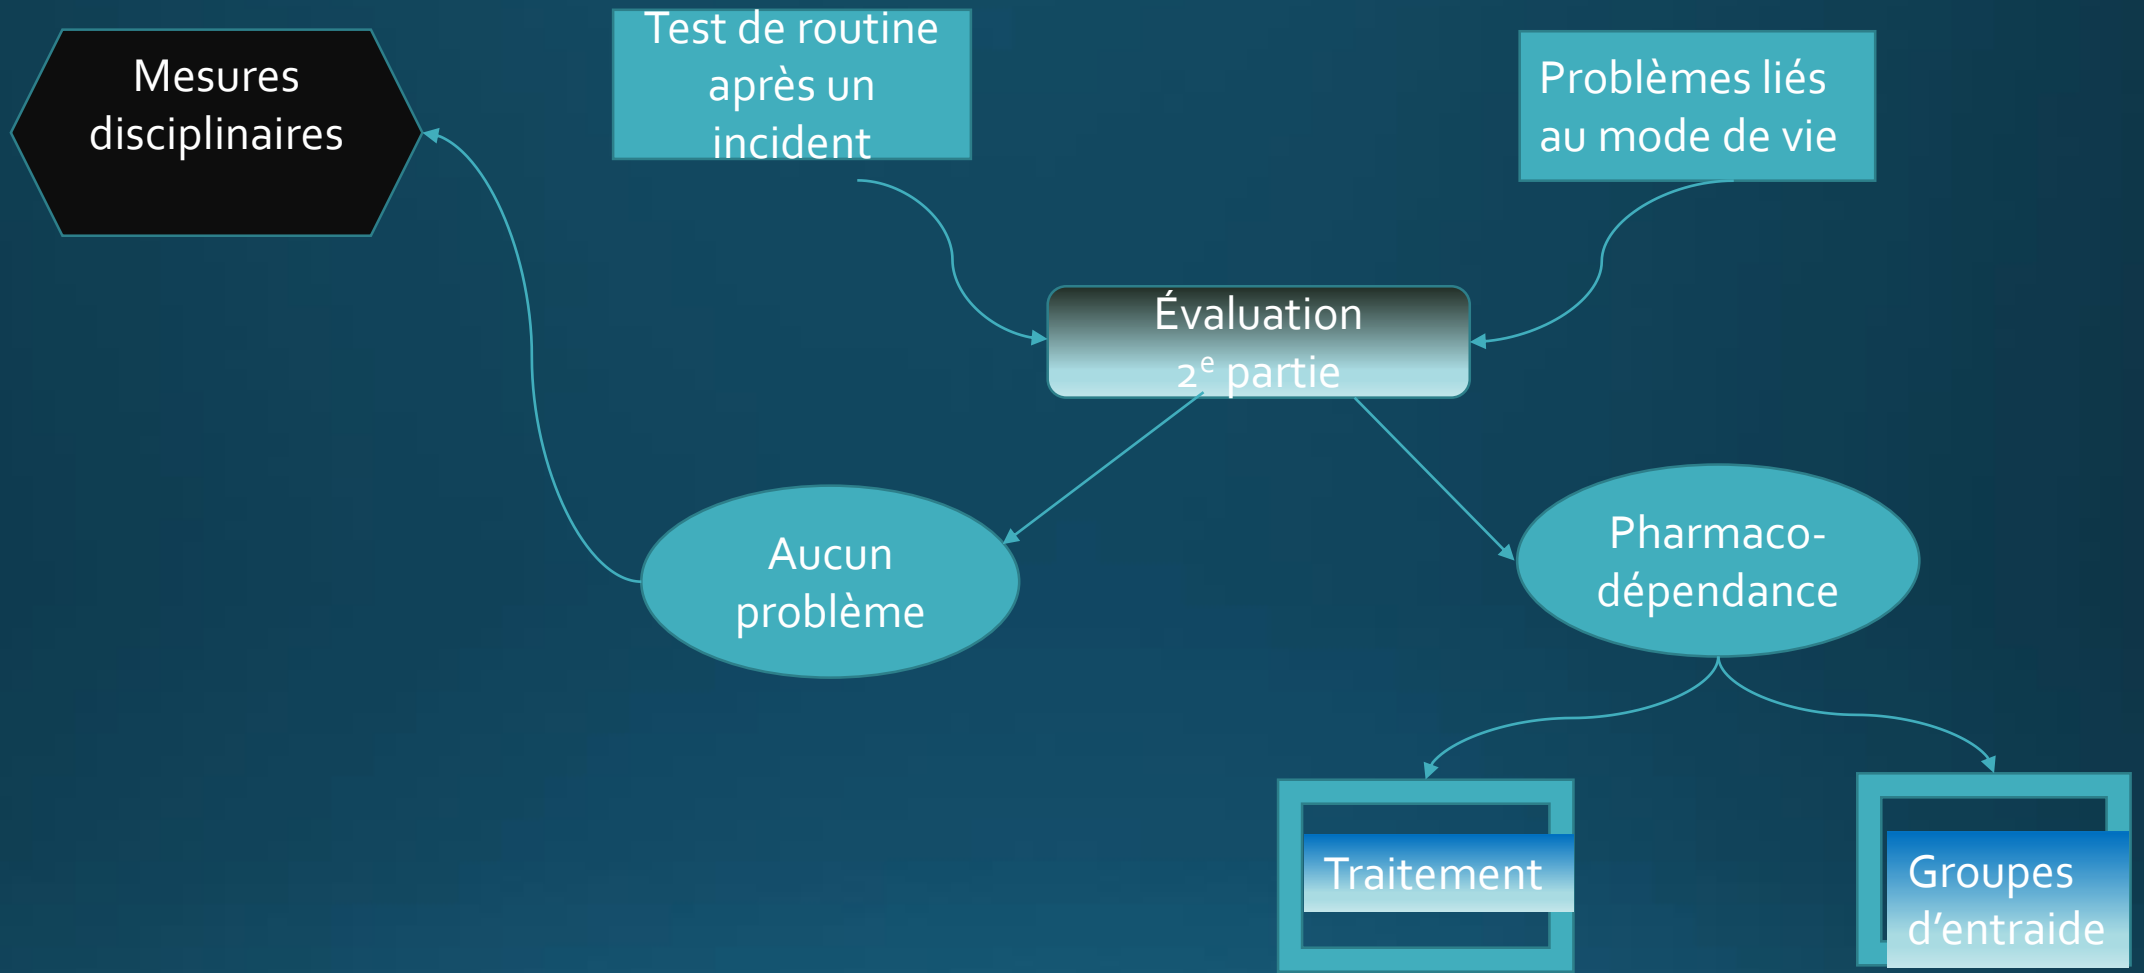 Mesures
disciplinaires
Test de routine
après un
incident
Problèmes liés
au mode de vie
Évaluation
2e partie
Aucun
problème
Pharmaco-
dépendance
Traitement
Groupes
d’entraide